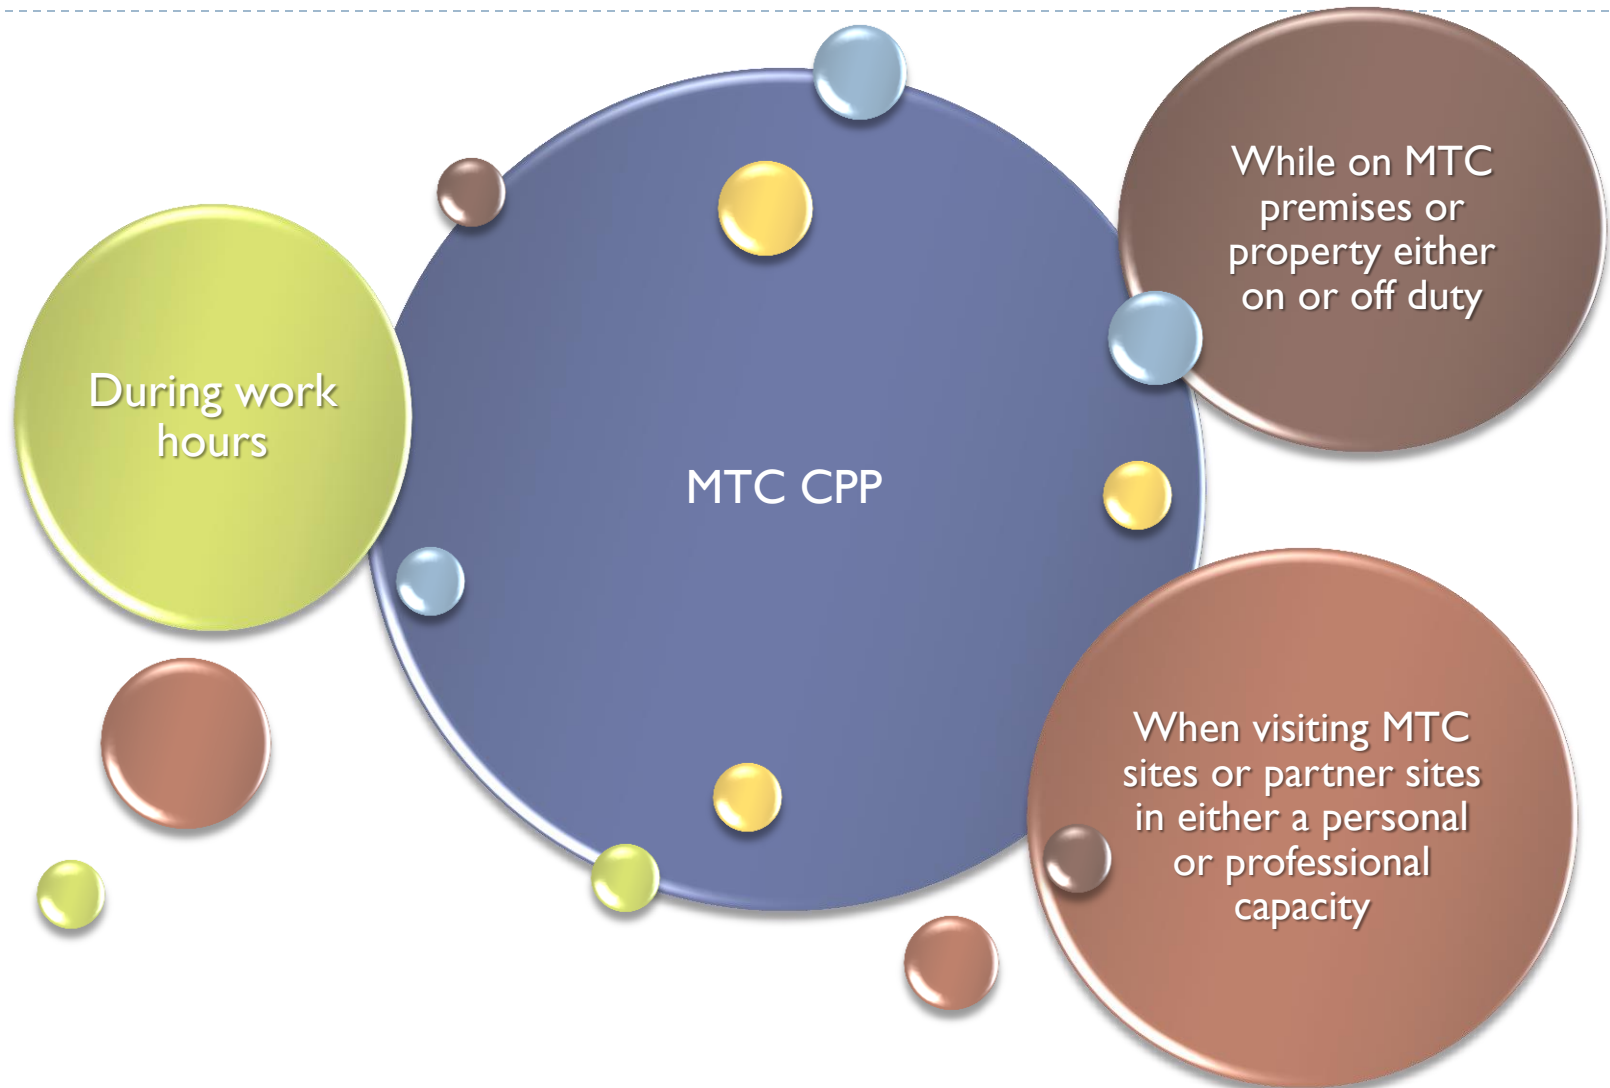 During work
hours
MTC CPP
While on MTC
premises or
property either
on or off duty
When visiting MTC
sites or partner sites
in either a personal
or professional
capacity